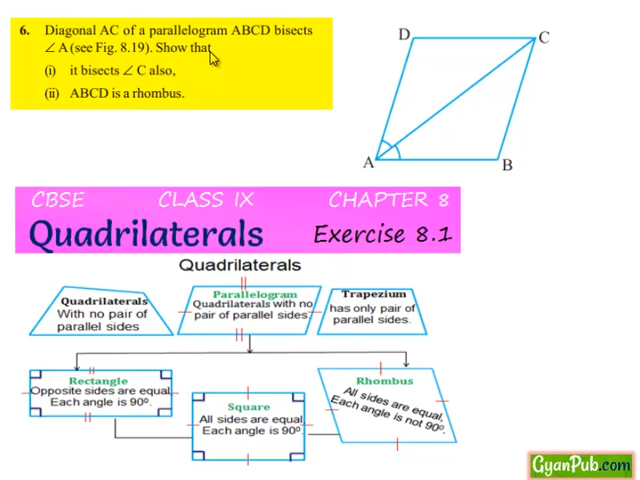 6. Diagonal AC of a parallelogram ABCD bisects
∠ A (see Fig. 8.19). Show that
(i) it bisects ∠ C also,
(ii) ABCD is a rhombus.
D
C
A
B
CBSE CLASS IX CHAPTER 8
Quadrilaterals Exercise 8.1
Quadrilaterals
Quadrilaterals
With no pair of
parallel sides
Parallelogram
Quadrilaterals with no
pair of parallel sides.
Trapezium
has only pair of
parallel sides.
Rectangle
Opposite sides are equal
Each angle is 90º.
Square
All sides are equal
Each angle is 90º.
Rhombus
All sides are equal,
Each angle is not 90º.
GyanPub.com